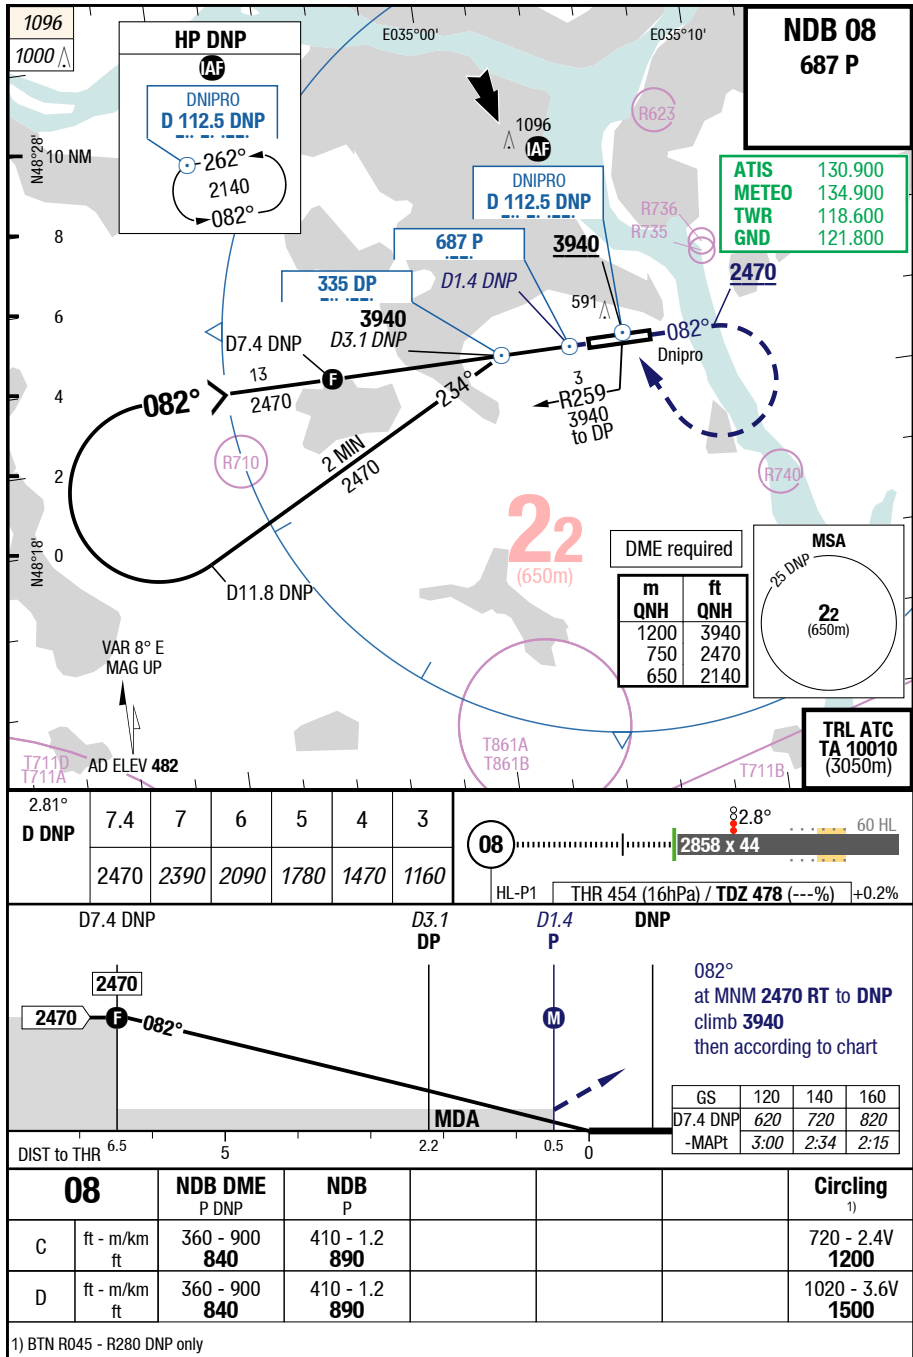 1096
1000
HP DNP
IAF
DNIPRO
D 112.5 DNP
262°
2140
082°
E035°00'
E035°10'
NDB 08
687 P
R623
1096
IAF
DNIPRO
D 112.5 DNP
ATIS 130.900
METEO 134.900
TWR 118.600
GND 121.800
N48°28'
10 NM
8
6
4
2
0
N48°18'
R736
R735
687 P
3940
2470
335 DP
D1.4 DNP
591
3940
D3.1 DNP
082°
Dnipro
D7.4 DNP
F
13
2470
082°
234°
3
R259
3940
to DP
2 MIN
2470
R710
R740
D11.8 DNP
22
(650m)
DME required
m ft
QNH QNH
1200 3940
750 2470
650 2140
MSA
25 DNP
22
(650m)
VAR 8° E
MAG UP
AD ELEV 482
T711D
T711A
T861A
T861B
T711B
TRL ATC
TA 10010
(3050m)
2.81°
D DNP 7.4 7 6 5 4 3
2470 2390 2090 1780 1470 1160
08
2.8°
60 HL
2858 x 44
HL-P1
THR 454 (16hPa) / TDZ 478 (---%)
+0.2%
D7.4 DNP
D3.1
DP
D1.4
P
DNP
2470
2470
F
082°
M
082°
at MNM 2470 RT to DNP
climb 3940
then according to chart
MDA
GS 120 140 160
D7.4 DNP 620 720 820
-MAPt 3:00 2:34 2:15
DIST to THR 6.5 5 2.2 0.5 0
08 NDB DME NDB Circling
P DNP P 1)
C ft - m/km 360 - 900 410 - 1.2 720 - 2.4V
ft 840 890 1200
D ft - m/km 360 - 900 410 - 1.2 1020 - 3.6V
ft 840 890 1500
1) BTN R045 - R280 DNP only